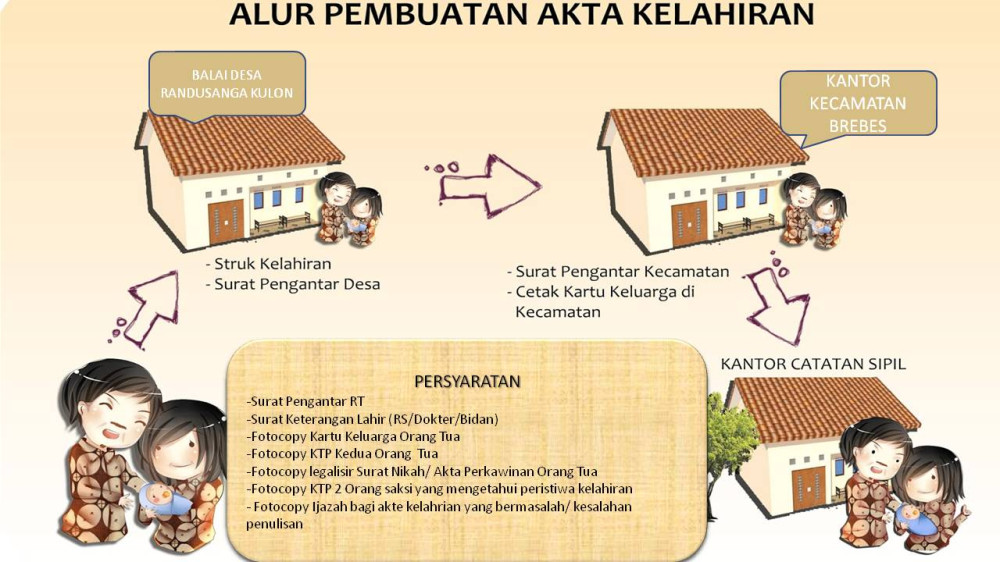 ALUR PEMBUATAN AKTA KELAHIRAN
BALAI DESA
RANDUSANGA KULON
KANTOR
KECAMATAN
BREBES
- Struk Kelahiran
- Surat Pengantar Desa
- Surat Pengantar Kecamatan
- Cetak Kartu Keluarga di
Kecamatan
KANTOR CATATAN SIPIL
PERSYARATAN
-Surat Pengantar RT
-Surat Keterangan Lahir (RS/Dokter/Bidan)
-Fotocopy Kartu Keluarga Orang Tua
-Fotocopy KTP Kedua Orang Tua
-Fotocopy legalisir Surat Nikah/ Akta Perkawinan Orang Tua
-Fotocopy KTP 2 Orang saksi yang mengetahui peristiwa kelahiran
- Fotocopy Ijazah bagi akte kelahrian yang bermasalah/ kesalahan
penulisan